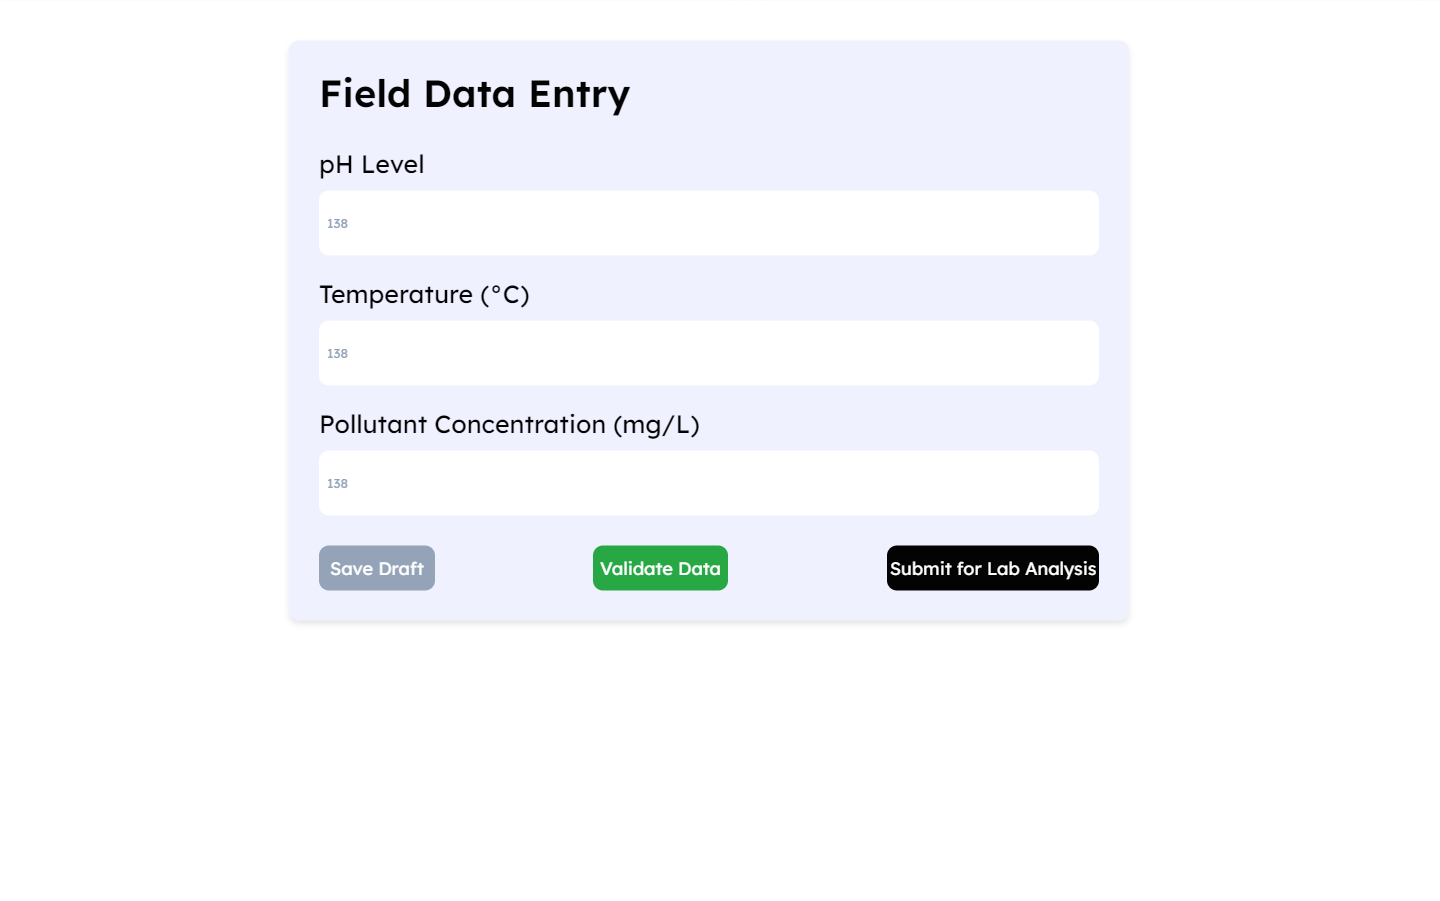 Field Data Entry
pH Level
138
Temperature (°C)
138
Pollutant Concentration (mg/L)
138
Save Draft
Validate Data
Submit for Lab Analysis